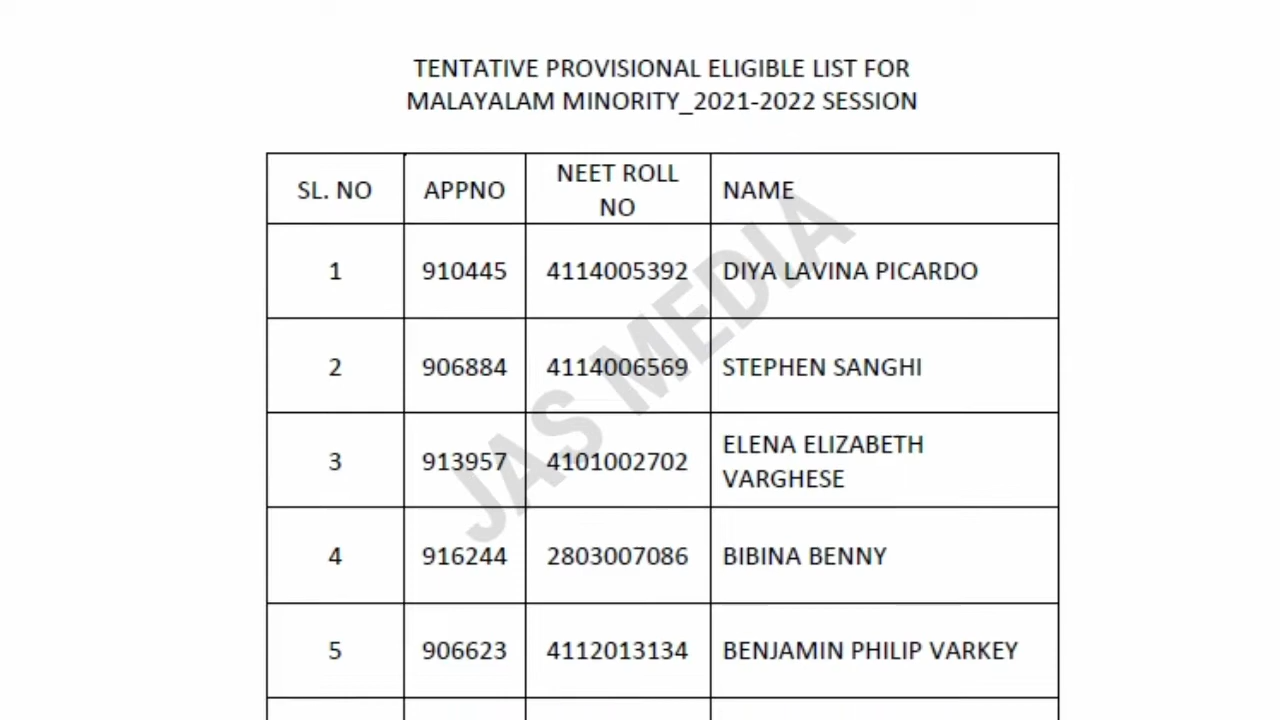 TENTATIVE PROVISIONAL ELIGIBLE LIST FOR
MALAYALAM MINORITY_2021-2022 SESSION
SL. NO APPNO NEET ROLL NO NAME
1 910445 4114005392 DIYA LAVINA PICARDO
2 906884 4114006569 STEPHEN SANGHI
3 913957 4101002702 ELENA ELIZABETH
VARGHESE
4 916244 2803007086 BIBINA BENNY
5 906623 4112013134 BENJAMIN PHILIP VARKEY
JAS MEDIA